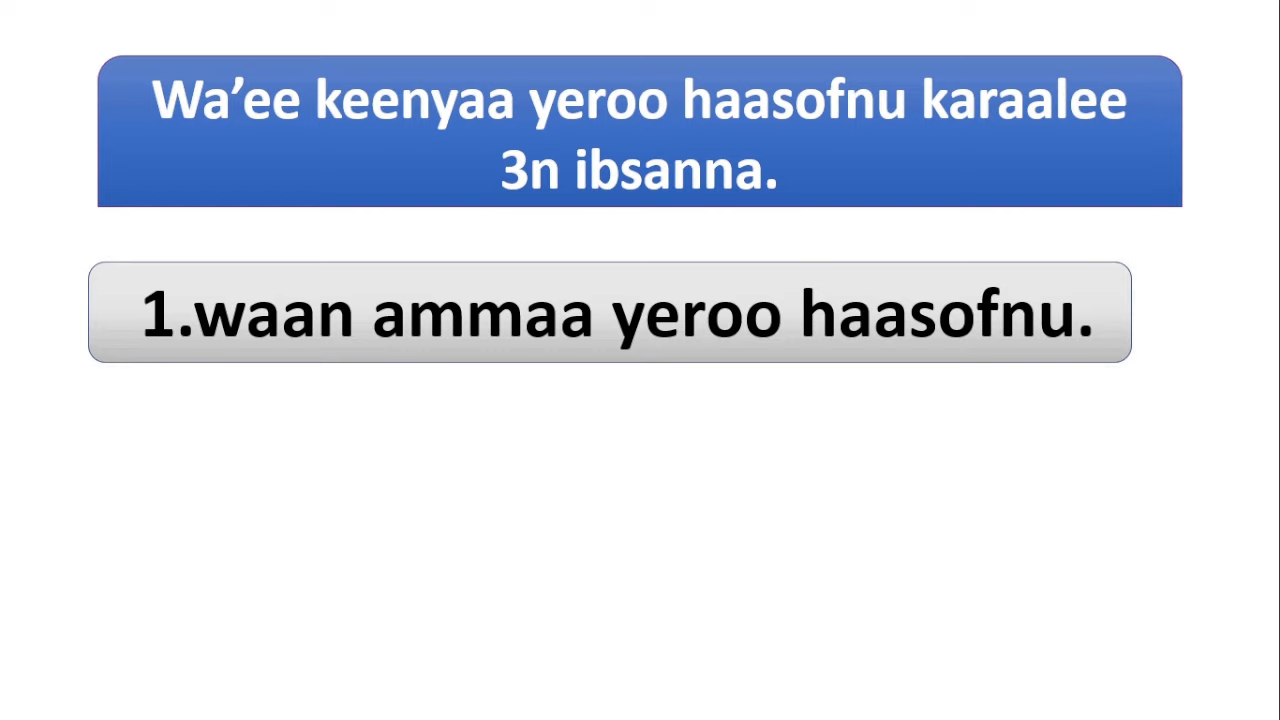 Wa’ee keenyaa yeroo haasofnu karaalee
3n ibsanna.
1.waan ammaa yeroo haasofnu.